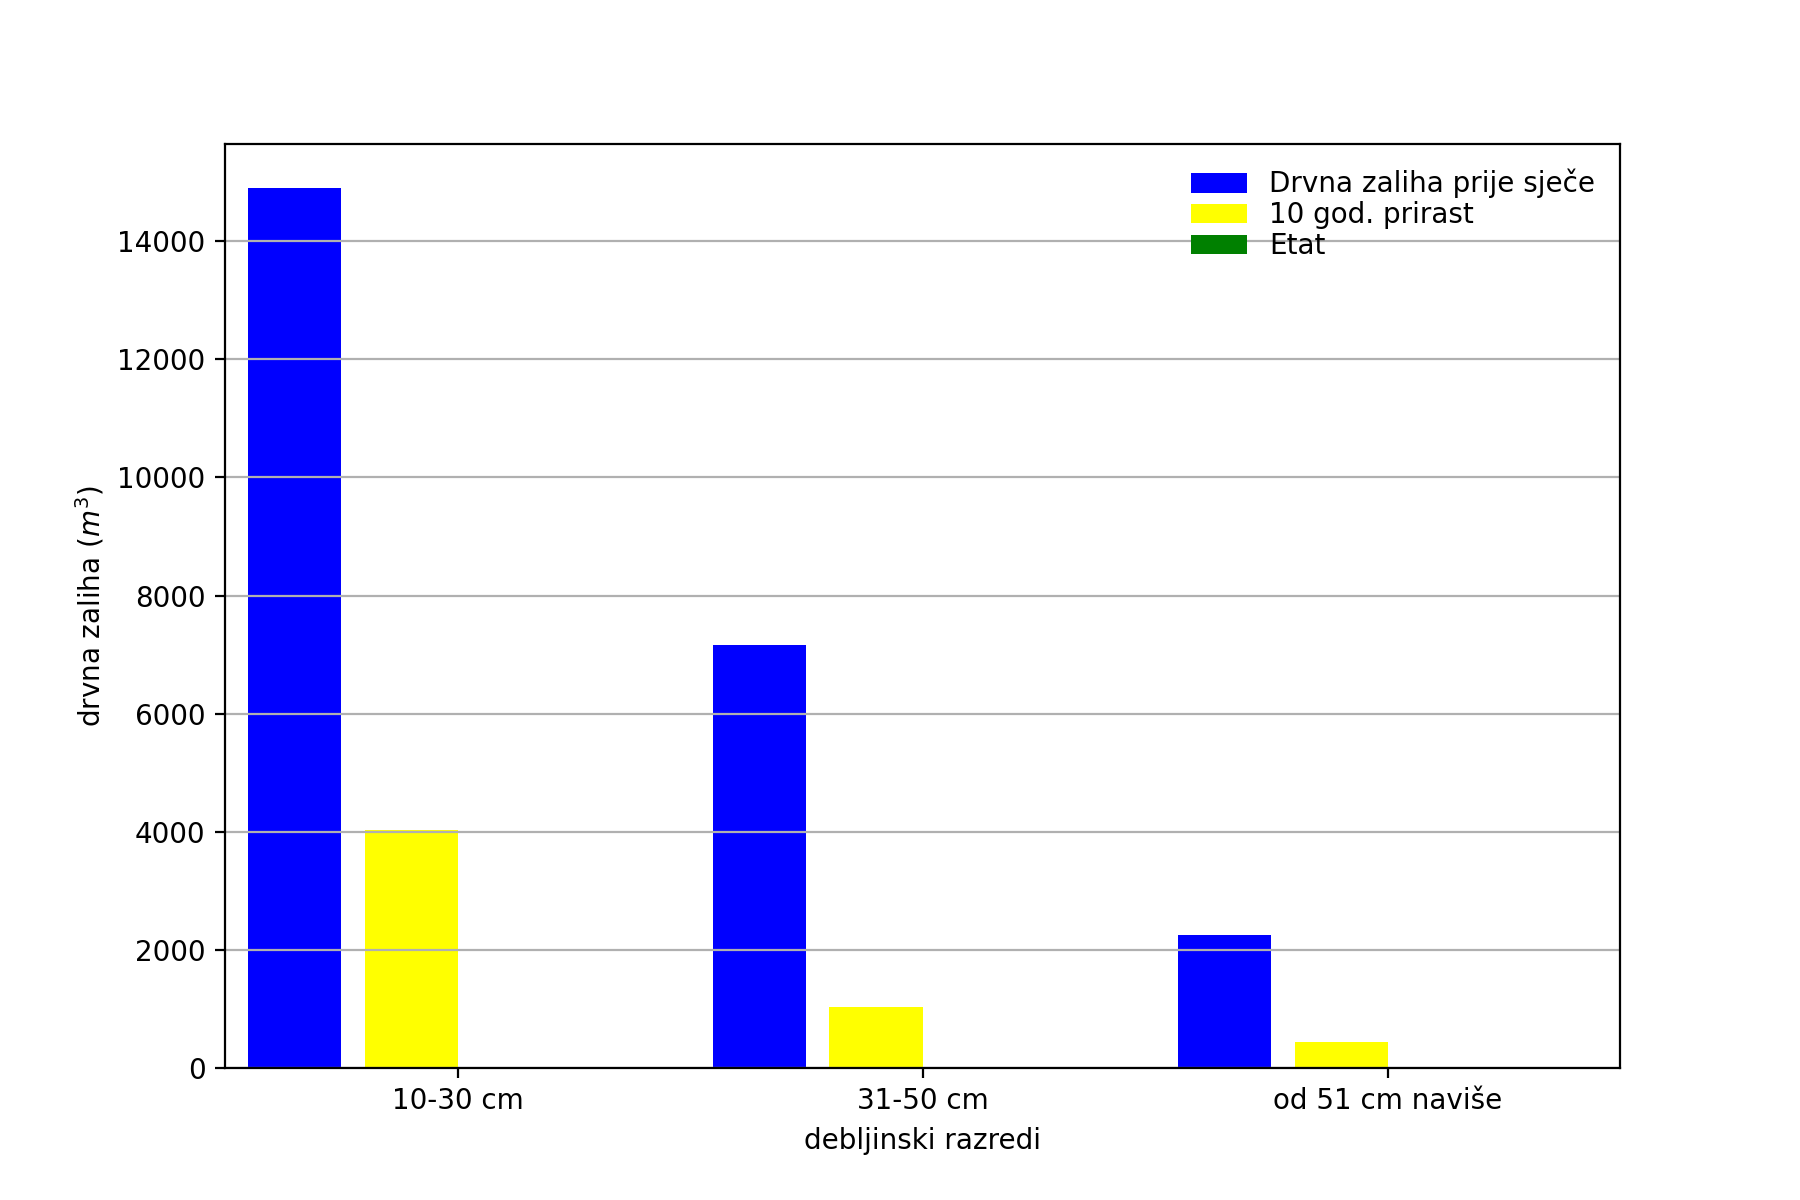 Drvna zaliha prije sječe
10 god. prirast
Etat
14000
12000
10000
8000
6000
4000
2000
0
drvna zaliha (m³)
10-30 cm
31-50 cm
od 51 cm naviše
debljinski razredi